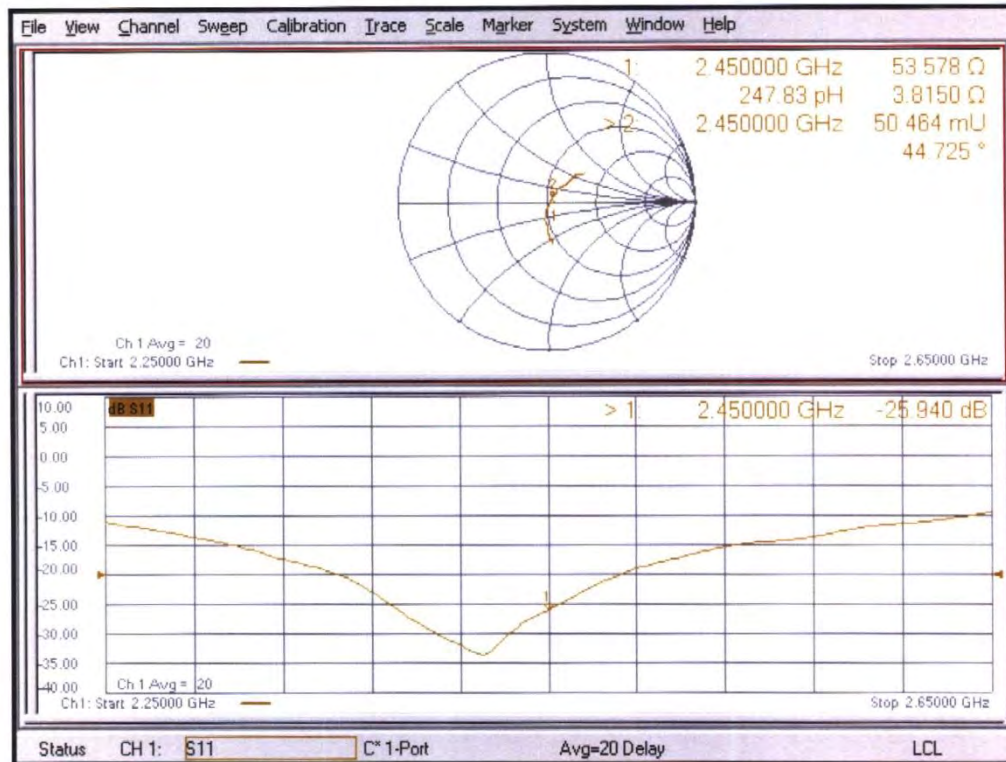 File View Channel Sweep Calibration Trace Scale Marker System Window Help
1: 2.450000 GHz 53.578 Ω
247.83 pH 3.8150 Ω
> 2: 2.450000 GHz 50.464 mU
44.725 °
2
1
Ch 1 Avg = 20
Ch1: Start 2.25000 GHz Stop 2.65000 GHz
dB S11
> 1: 2.450000 GHz -25.940 dB
10.00
5.00
0.00
-5.00
-10.00
-15.00
-20.00
-25.00
-30.00
-35.00
-40.00
1
Ch 1 Avg = 20
Ch1: Start 2.25000 GHz Stop 2.65000 GHz
Status CH 1: S11 C* 1-Port Avg=20 Delay LCL